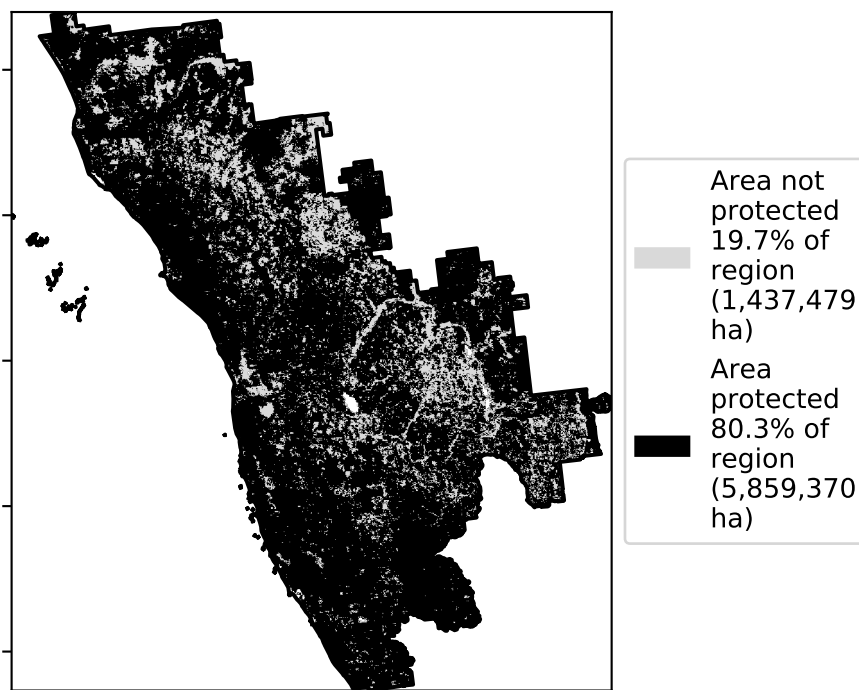 Area not
protected
19.7% of
region
(1,437,479
ha)
Area
protected
80.3% of
region
(5,859,370
ha)